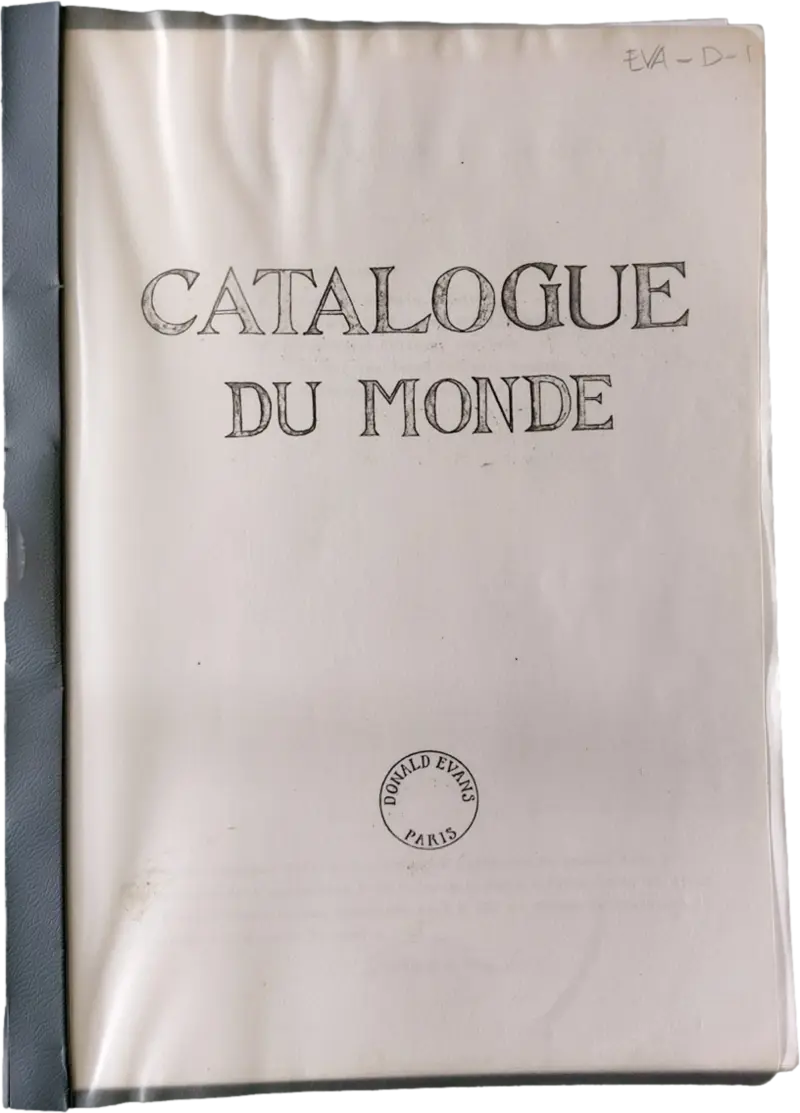 EVA-D-1
CATALOGUE
DU MONDE
DONALD EVANS
PARIS